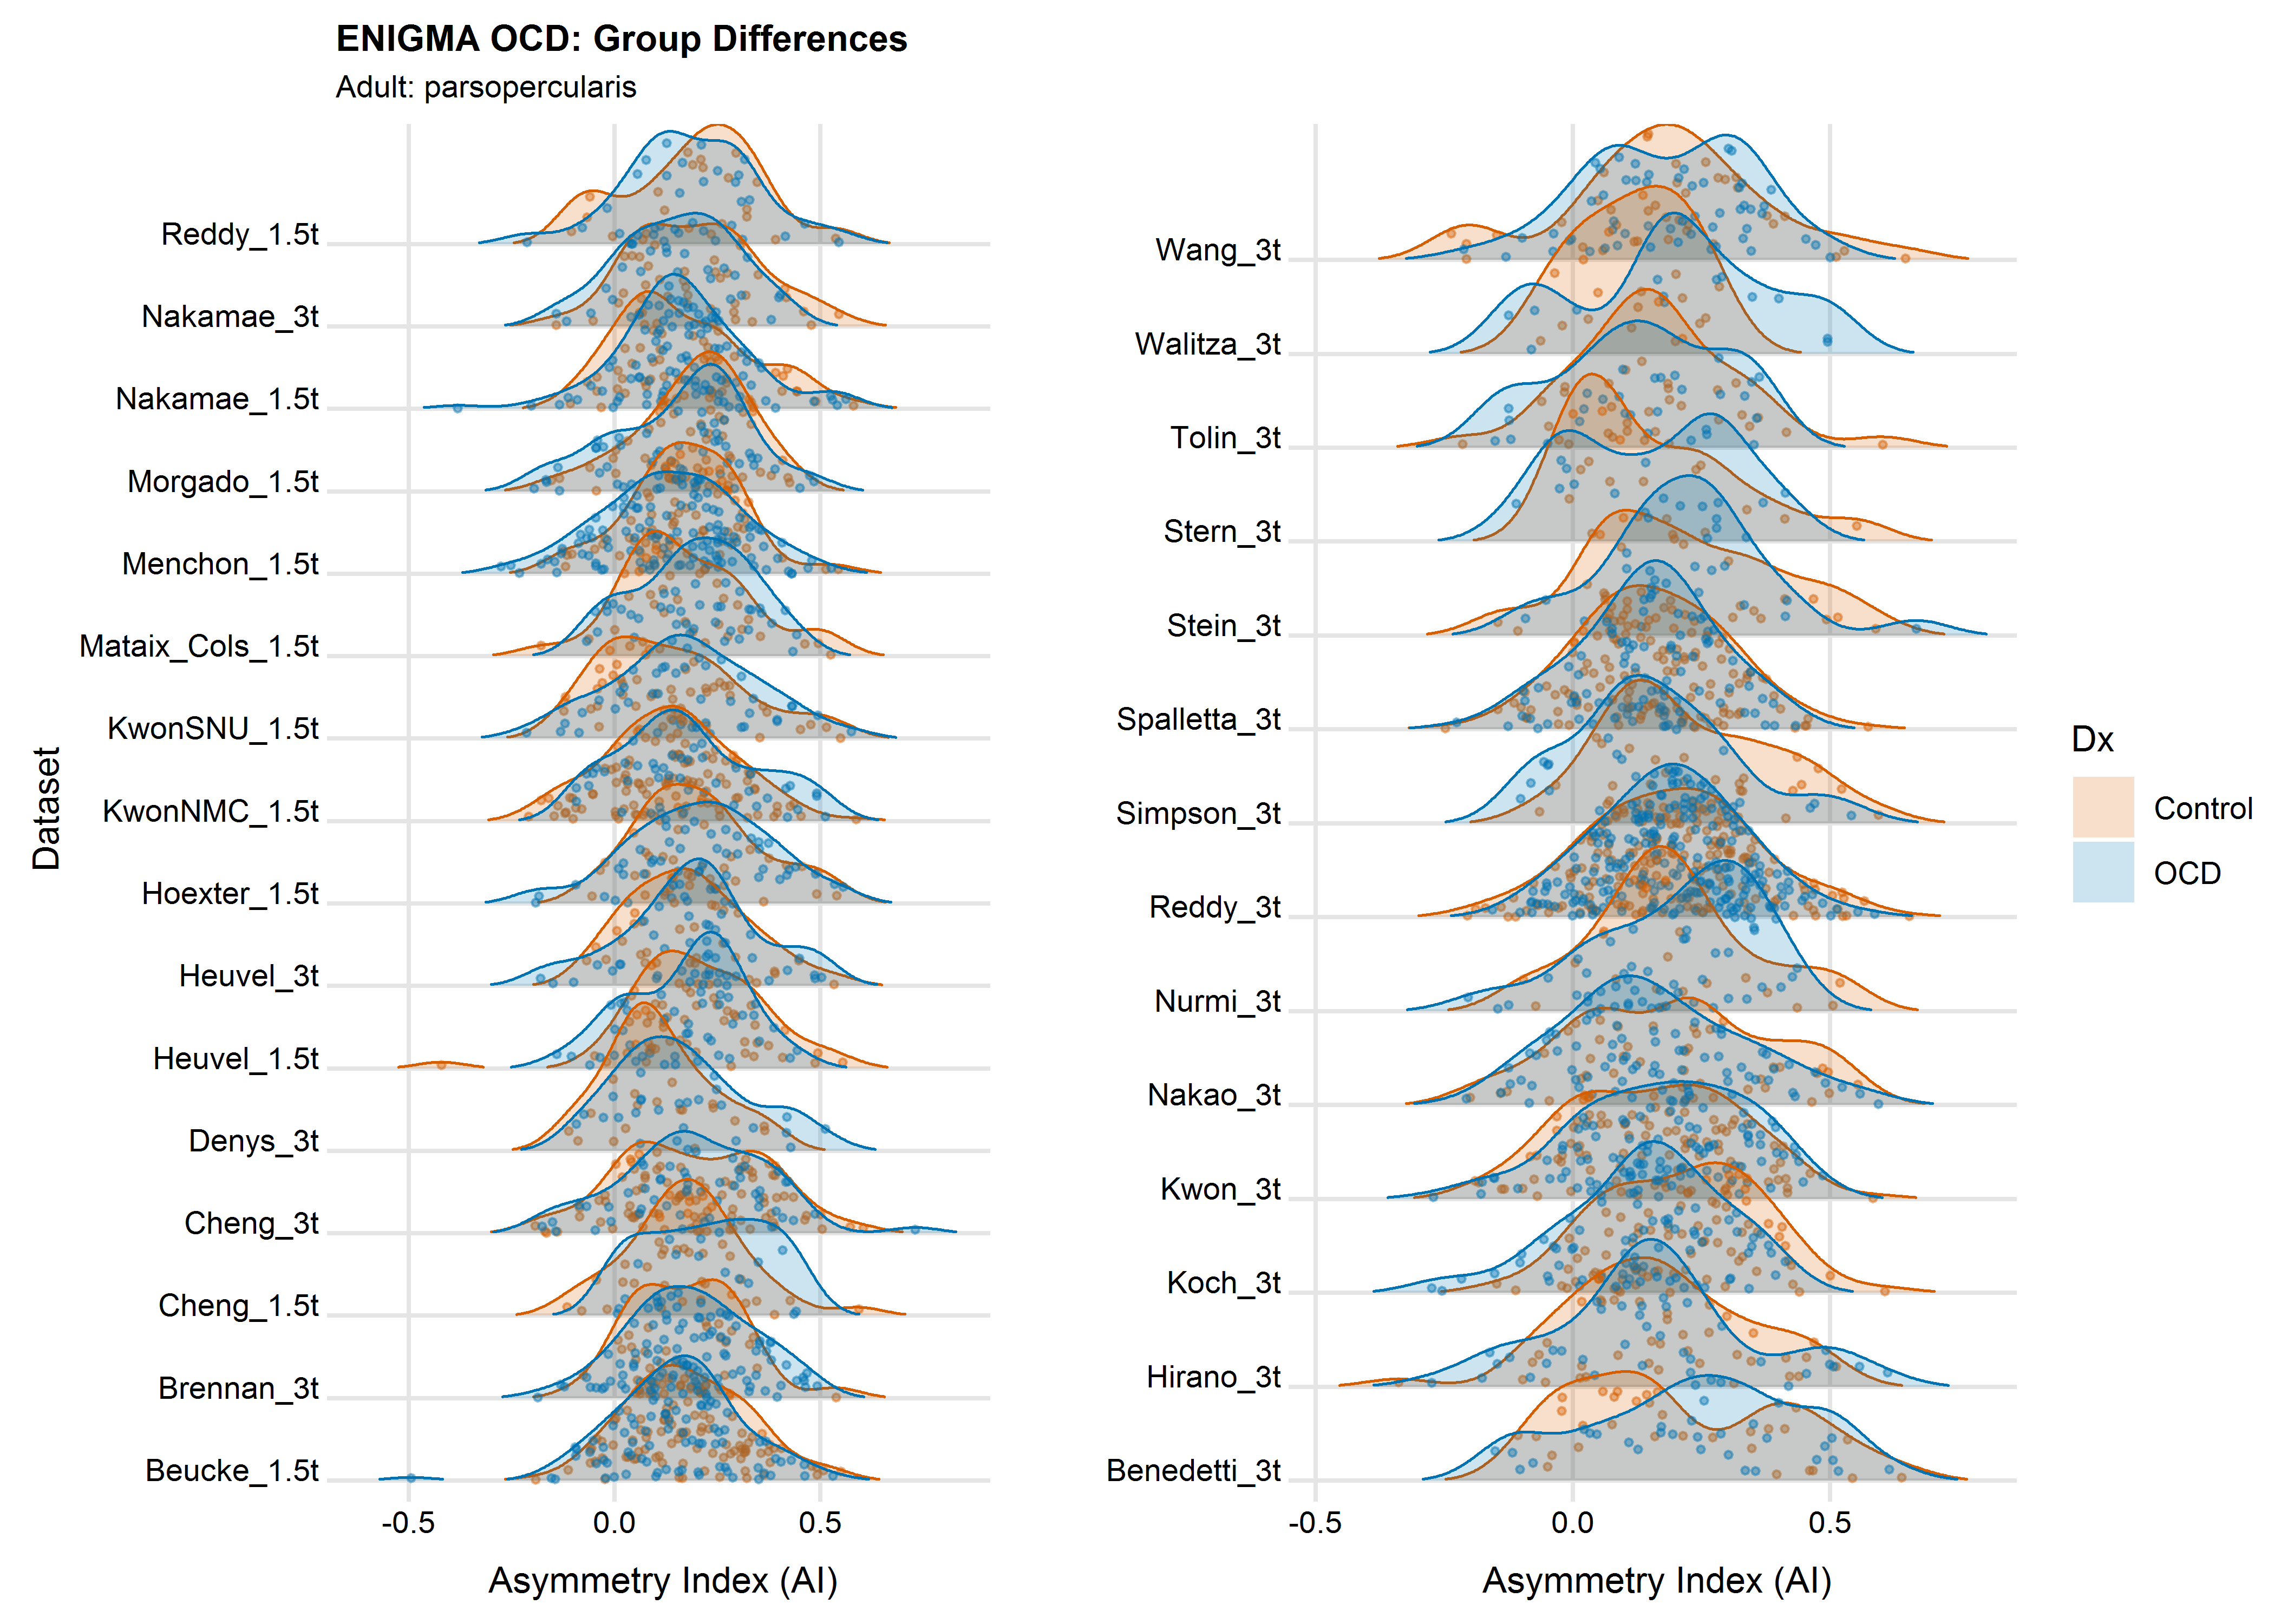 ENIGMA OCD: Group Differences
Adult: parsopercularis
Dataset
Reddy_1.5t
Nakamae_3t
Nakamae_1.5t
Morgado_1.5t
Menchon_1.5t
Mataix_Cols_1.5t
KwonSNU_1.5t
KwonNMC_1.5t
Hoexter_1.5t
Heuvel_3t
Heuvel_1.5t
Denys_3t
Cheng_3t
Cheng_1.5t
Brennan_3t
Beucke_1.5t
-0.5 0.0 0.5
Asymmetry Index (AI)
Wang_3t
Walitza_3t
Tolin_3t
Stern_3t
Stein_3t
Spalletta_3t
Simpson_3t
Reddy_3t
Nurmi_3t
Nakao_3t
Kwon_3t
Koch_3t
Hirano_3t
Benedetti_3t
-0.5 0.0 0.5
Asymmetry Index (AI)
Dx
Control
OCD